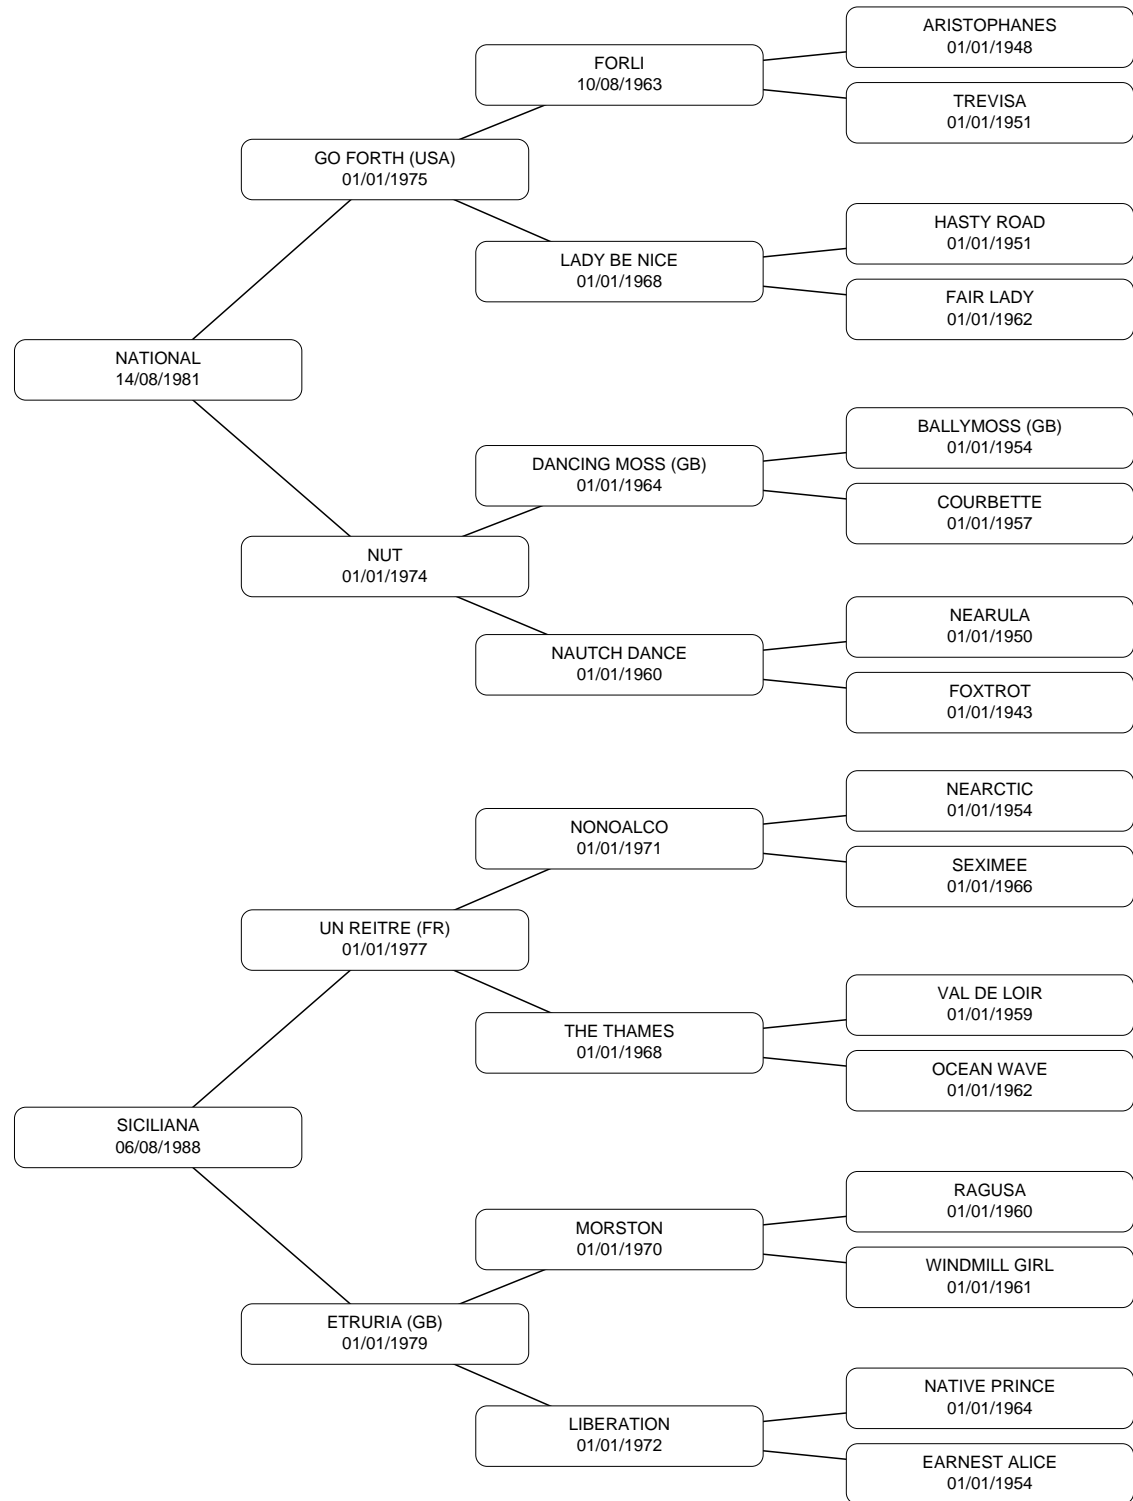 ARISTOPHANES
01/01/1948
FORLI
10/08/1963
TREVISA
01/01/1951
GO FORTH (USA)
01/01/1975
HASTY ROAD
01/01/1951
LADY BE NICE
01/01/1968
FAIR LADY
01/01/1962
NATIONAL
14/08/1981
BALLYMOSS (GB)
01/01/1954
DANCING MOSS (GB)
01/01/1964
COURBETTE
01/01/1957
NUT
01/01/1974
NEARULA
01/01/1950
NAUTCH DANCE
01/01/1960
FOXTROT
01/01/1943
NEARCTIC
01/01/1954
NONOALCO
01/01/1971
SEXIMEE
01/01/1966
UN REITRE (FR)
01/01/1977
VAL DE LOIR
01/01/1959
THE THAMES
01/01/1968
OCEAN WAVE
01/01/1962
SICILIANA
06/08/1988
RAGUSA
01/01/1960
MORSTON
01/01/1970
WINDMILL GIRL
01/01/1961
ETRURIA (GB)
01/01/1979
NATIVE PRINCE
01/01/1964
LIBERATION
01/01/1972
EARNEST ALICE
01/01/1954